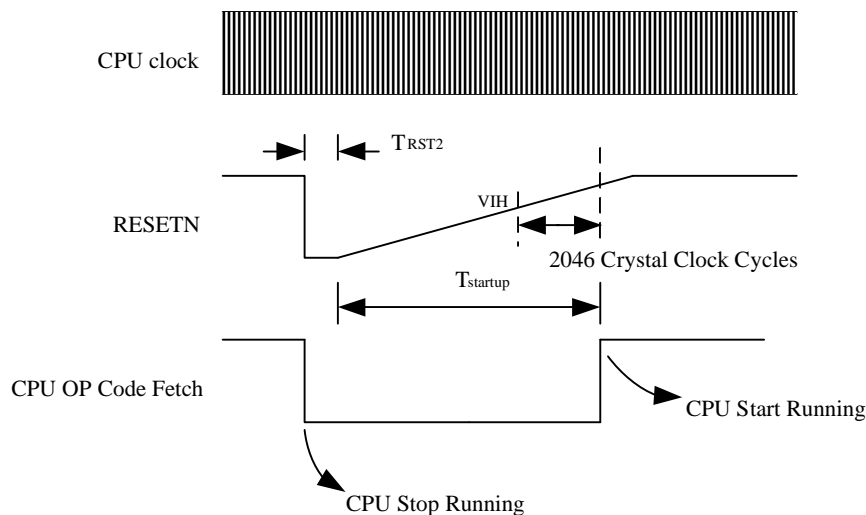 CPU clock
TRST2
VIH
RESETN
2046 Crystal Clock Cycles
Tstartup
CPU OP Code Fetch
CPU Start Running
CPU Stop Running